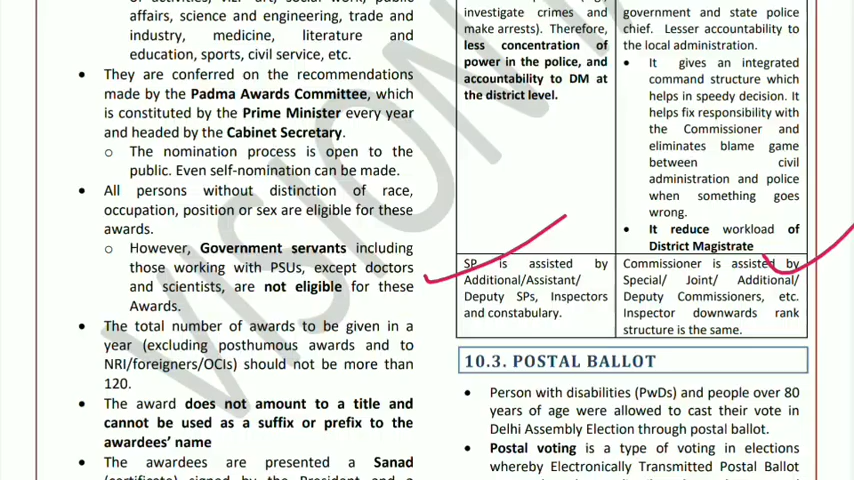 of activities, viz. art, social work, public
affairs, science and engineering, trade and
industry, medicine, literature and
education, sports, civil service, etc.
• They are conferred on the recommendations
made by the Padma Awards Committee, which
is constituted by the Prime Minister every year
and headed by the Cabinet Secretary.
o The nomination process is open to the
public. Even self-nomination can be made.
• All persons without distinction of race,
occupation, position or sex are eligible for these
awards.
o However, Government servants including
those working with PSUs, except doctors
and scientists, are not eligible for these
Awards.
• The total number of awards to be given in a
year (excluding posthumous awards and to
NRI/foreigners/OCIs) should not be more than
120.
• The award does not amount to a title and
cannot be used as a suffix or prefix to the
awardees' name
• The awardees are presented a Sanad
(certificate) signed by the President and a
investigate crimes and
make arrests). Therefore,
less concentration of
power in the police, and
accountability to DM at
the district level.
government and state police
chief. Lesser accountability to
the local administration.
• It gives an integrated
command structure which
helps in speedy decision. It
helps fix responsibility with
the Commissioner and
eliminates blame game
between civil
administration and police
when something goes
wrong.
• It reduce workload of
District Magistrate
SP is assisted by
Additional/Assistant/
Deputy SPs, Inspectors
and constabulary.
Commissioner is assisted by
Special/ Joint/ Additional/
Deputy Commissioners, etc.
Inspector downwards rank
structure is the same.
10.3. POSTAL BALLOT
• Person with disabilities (PwDs) and people over 80
years of age were allowed to cast their vote in
Delhi Assembly Election through postal ballot.
• Postal voting is a type of voting in elections
whereby Electronically Transmitted Postal Ballot
VISION